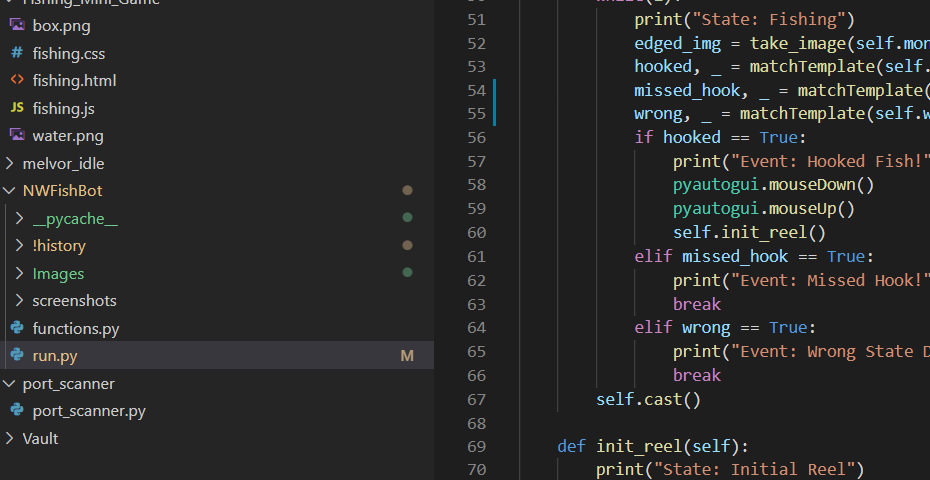 Fishing_Mini_Game
box.png
# fishing.css
<> fishing.html
JS fishing.js
water.png
melvor_idle
NWFishBot
__pycache__
!history
Images
screenshots
functions.py
run.py M
port_scanner
port_scanner.py
Vault
51 print("State: Fishing")
52 edged_img = take_image(self.mon
53 hooked, _ = matchTemplate(self.
54 missed_hook, _ = matchTemplate(
55 wrong, _ = matchTemplate(self.w
56 if hooked == True:
57 print("Event: Hooked Fish!"
58 pyautogui.mouseDown()
59 pyautogui.mouseUp()
60 self.init_reel()
61 elif missed_hook == True:
62 print("Event: Missed Hook!"
63 break
64 elif wrong == True:
65 print("Event: Wrong State D
66 break
67 self.cast()
68
69 def init_reel(self):
70 print("State: Initial Reel")